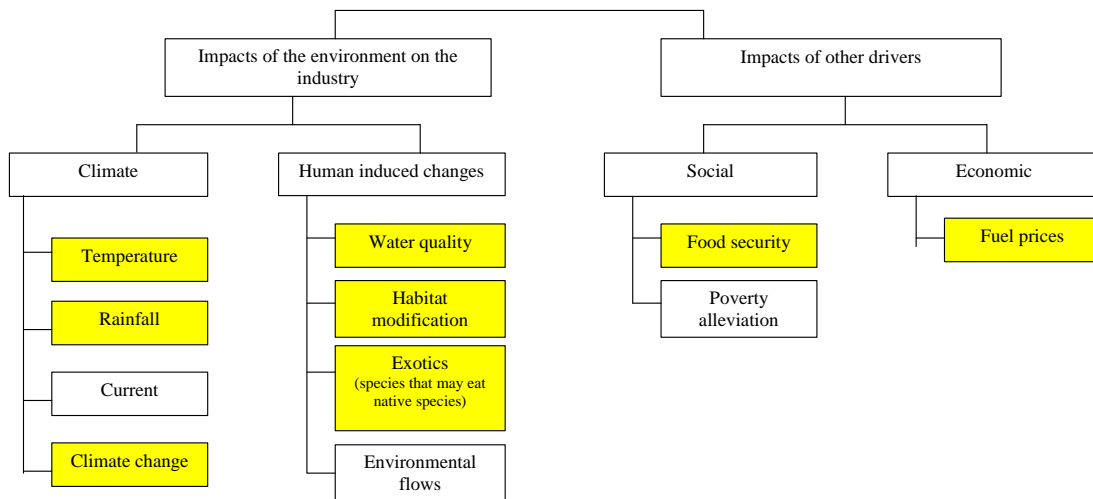 Impacts of the environment on the
industry
Impacts of other drivers
Climate
Human induced changes
Social
Economic
Temperature
Rainfall
Current
Climate change
Water quality
Habitat
modification
Exotics
(species that may eat
native species)
Environmental
flows
Food security
Poverty
alleviation
Fuel prices